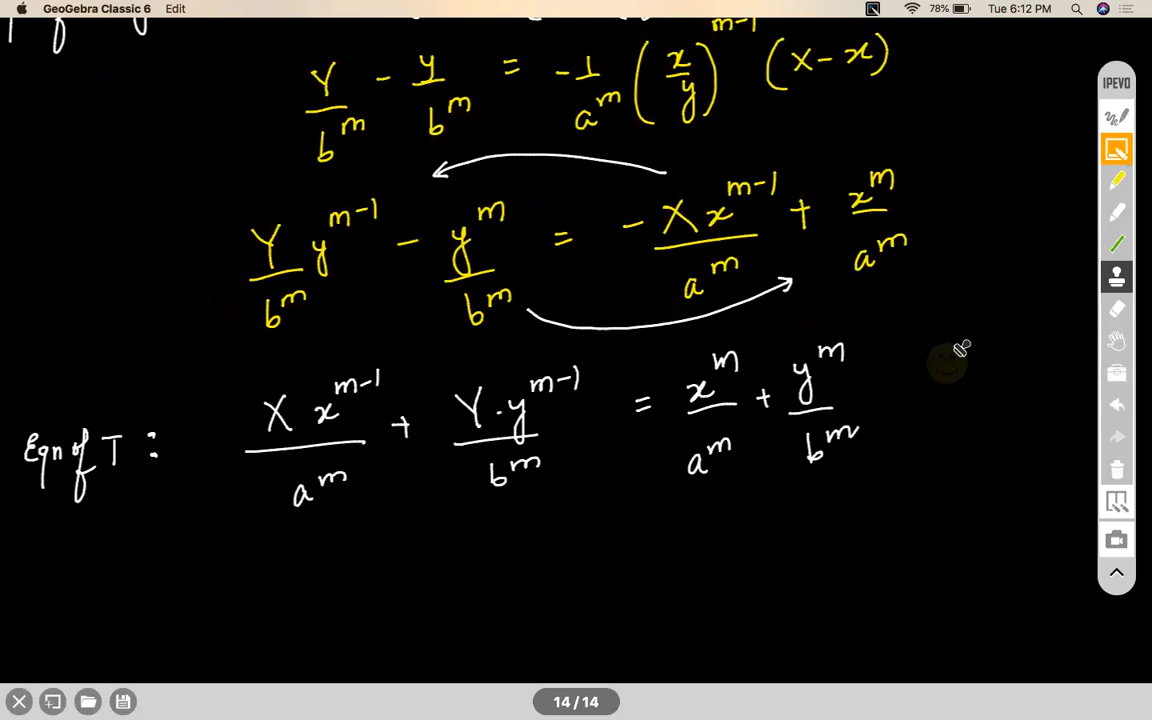 GeoGebra Classic 6 Edit 78% Tue 6:12 PM
IPEVO
Y/b^m - y/b^m = -1/a^m (x/y)^(m-1) (X - x)
Y/b^m y^(m-1) - y^m/b^m = - X x^(m-1)/a^m + x^m/a^m
Eqn of T : X x^(m-1)/a^m + Y·y^(m-1)/b^m = x^m/a^m + y^m/b^m
14 / 14